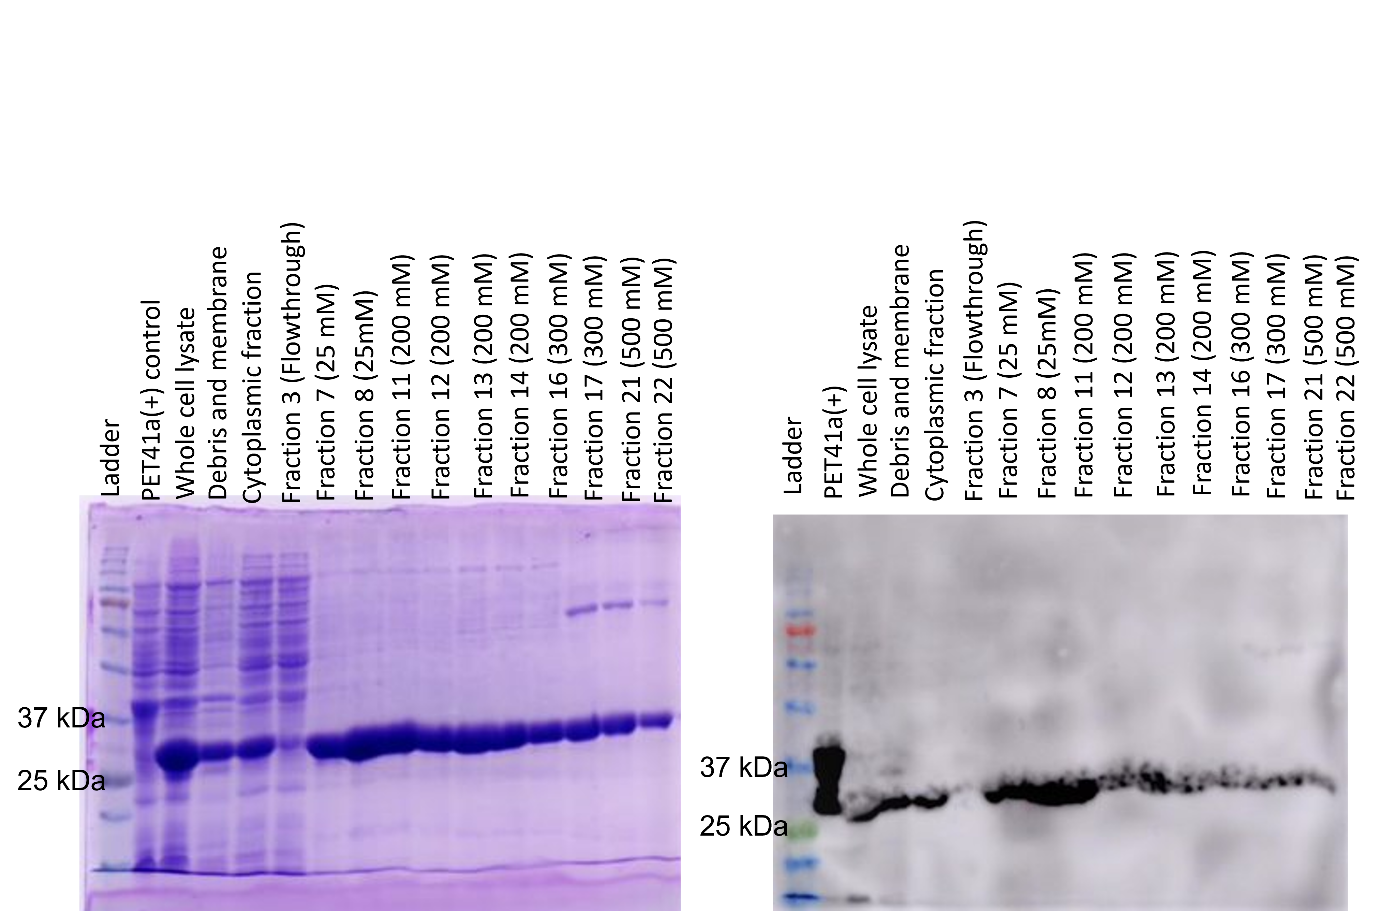 Ladder
PET41a(+) control
Whole cell lysate
Debris and membrane
Cytoplasmic fraction
Fraction 3 (Flowthrough)
Fraction 7 (25 mM)
Fraction 8 (25mM)
Fraction 11 (200 mM)
Fraction 12 (200 mM)
Fraction 13 (200 mM)
Fraction 14 (200 mM)
Fraction 16 (300 mM)
Fraction 17 (300 mM)
Fraction 21 (500 mM)
Fraction 22 (500 mM)
37 kDa
25 kDa
Ladder
PET41a(+)
Whole cell lysate
Debris and membrane
Cytoplasmic fraction
Fraction 3 (Flowthrough)
Fraction 7 (25 mM)
Fraction 8 (25mM)
Fraction 11 (200 mM)
Fraction 12 (200 mM)
Fraction 13 (200 mM)
Fraction 14 (200 mM)
Fraction 16 (300 mM)
Fraction 17 (300 mM)
Fraction 21 (500 mM)
Fraction 22 (500 mM)
37 kDa
25 kDa